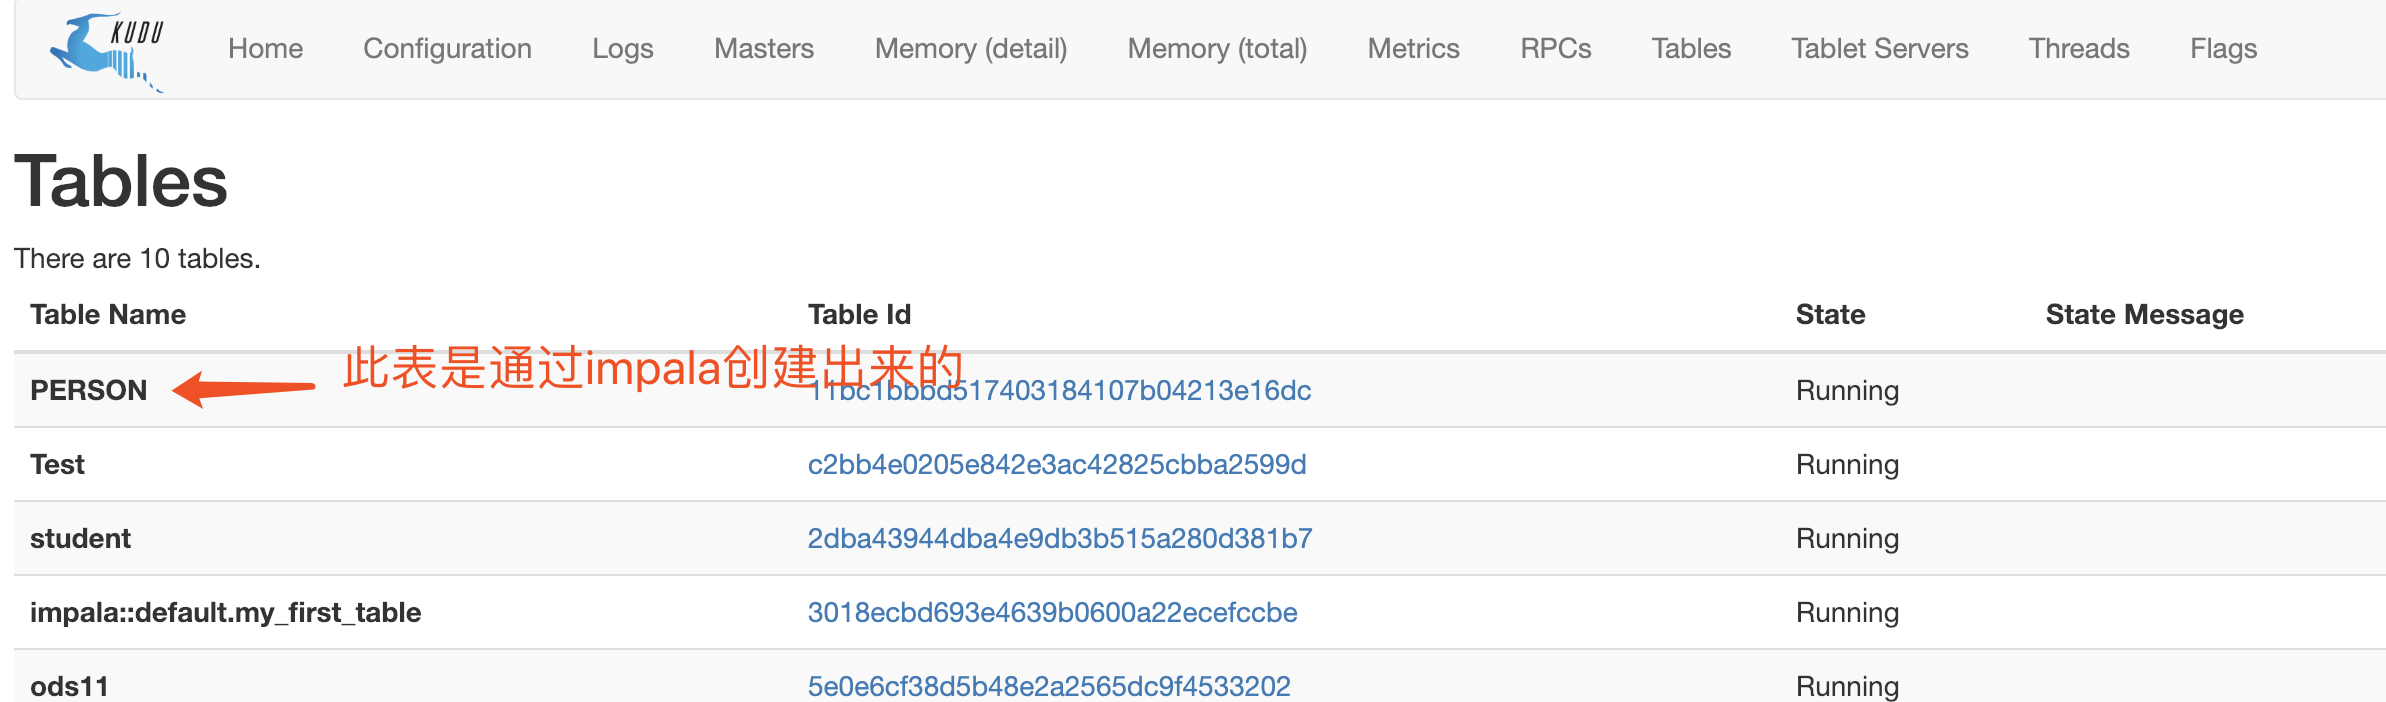 KUDU Home Configuration Logs Masters Memory (detail) Memory (total) Metrics RPCs Tables Tablet Servers Threads Flags
Tables
There are 10 tables.
Table Name Table Id State State Message
此表是通过impala创建出来的
PERSON 11bc1bbbd517403184107b04213e16dc Running
Test c2bb4e0205e842e3ac42825cbba2599d Running
student 2dba43944dba4e9db3b515a280d381b7 Running
impala::default.my_first_table 3018ecbd693e4639b0600a22ecefccbe Running
ods11 5e0e6cf38d5b48e2a2565dc9f4533202 Running